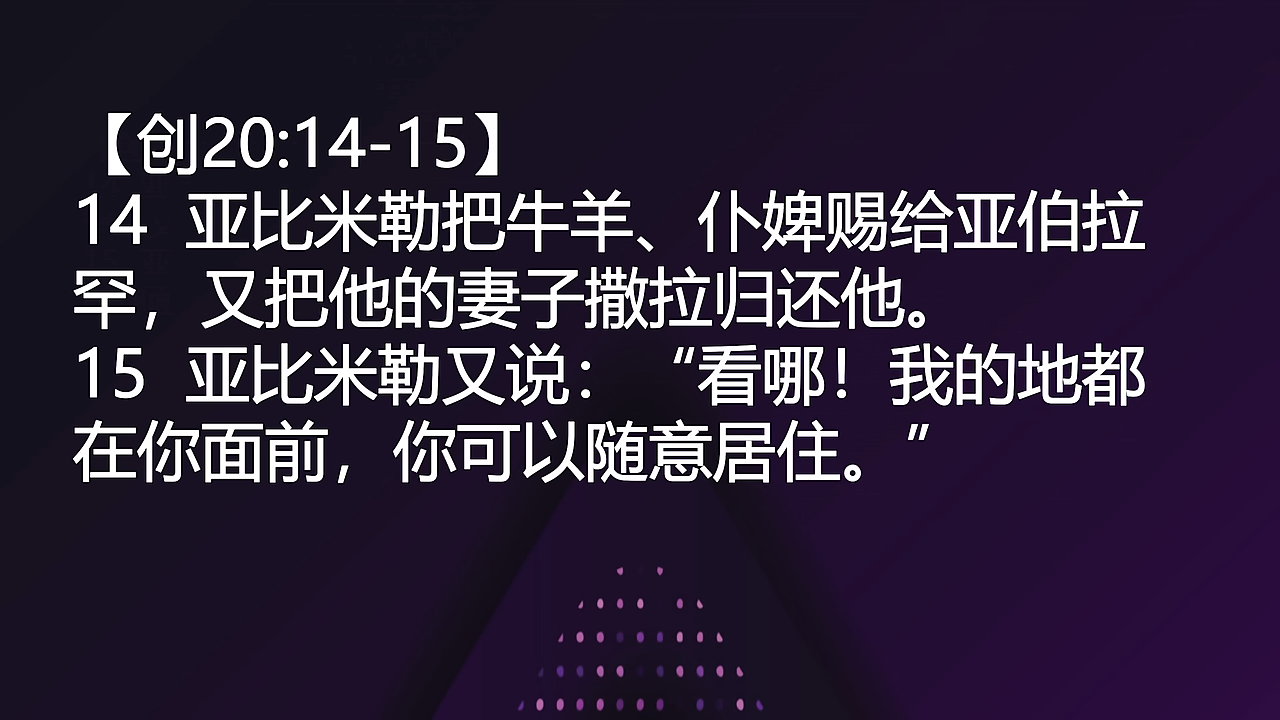 【创20:14-15】
14 亚比米勒把牛羊、仆婢赐给亚伯拉
罕，又把他的妻子撒拉归还他。
15 亚比米勒又说：“看哪！我的地都
在你面前，你可以随意居住。”